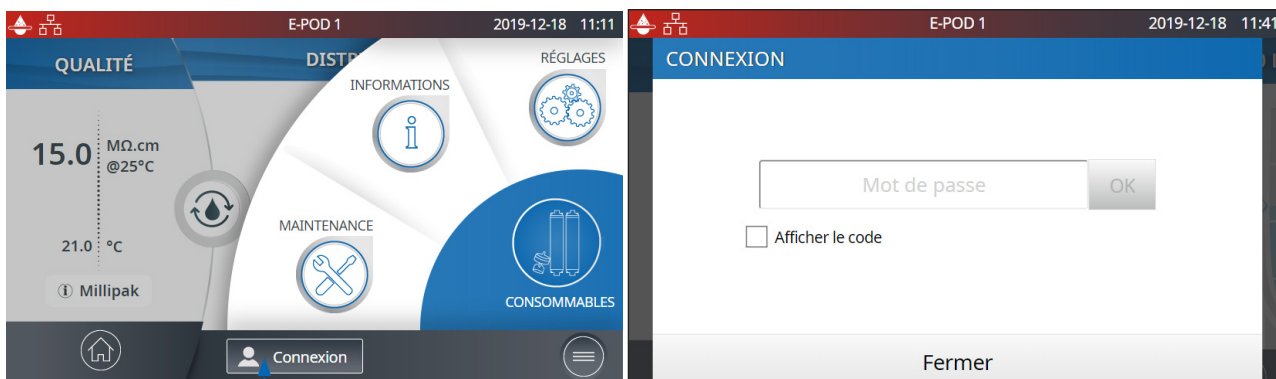 E-POD 1
2019-12-18 11:11
QUALITÉ
DISTR
INFORMATIONS
RÉGLAGES
15.0 MΩ.cm
@25°C
MAINTENANCE
21.0 °C
Millipak
CONSOMMABLES
Connexion
E-POD 1
2019-12-18 11:41
CONNEXION
Mot de passe
OK
Afficher le code
Fermer